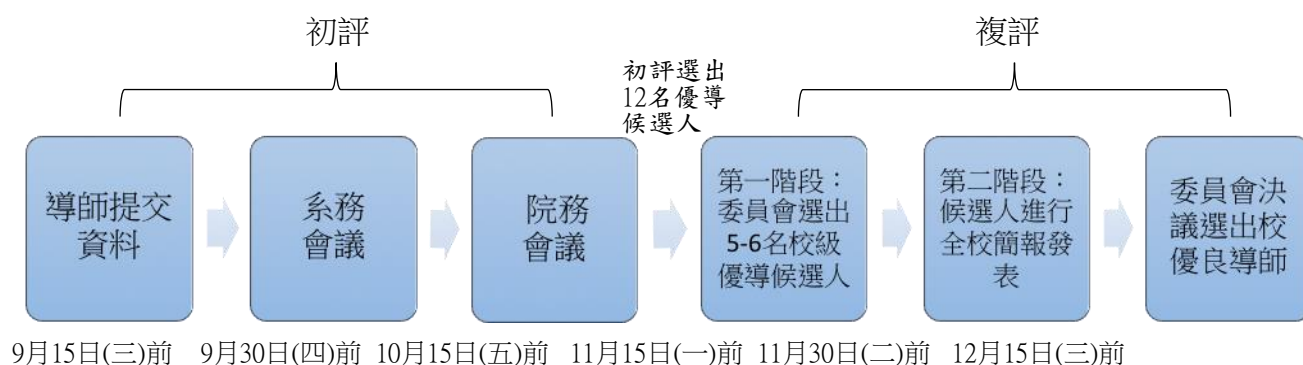 初評
複評
初評選出
12名優導
候選人
導師提交
資料
系務
會議
院務
會議
第一階段：
委員會選出
5-6名校級
優導候選人
第二階段：
候選人進行
全校簡報發
表
委員會決
議選出校
優良導師
9月15日(三)前
9月30日(四)前
10月15日(五)前
11月15日(一)前
11月30日(二)前
12月15日(三)前